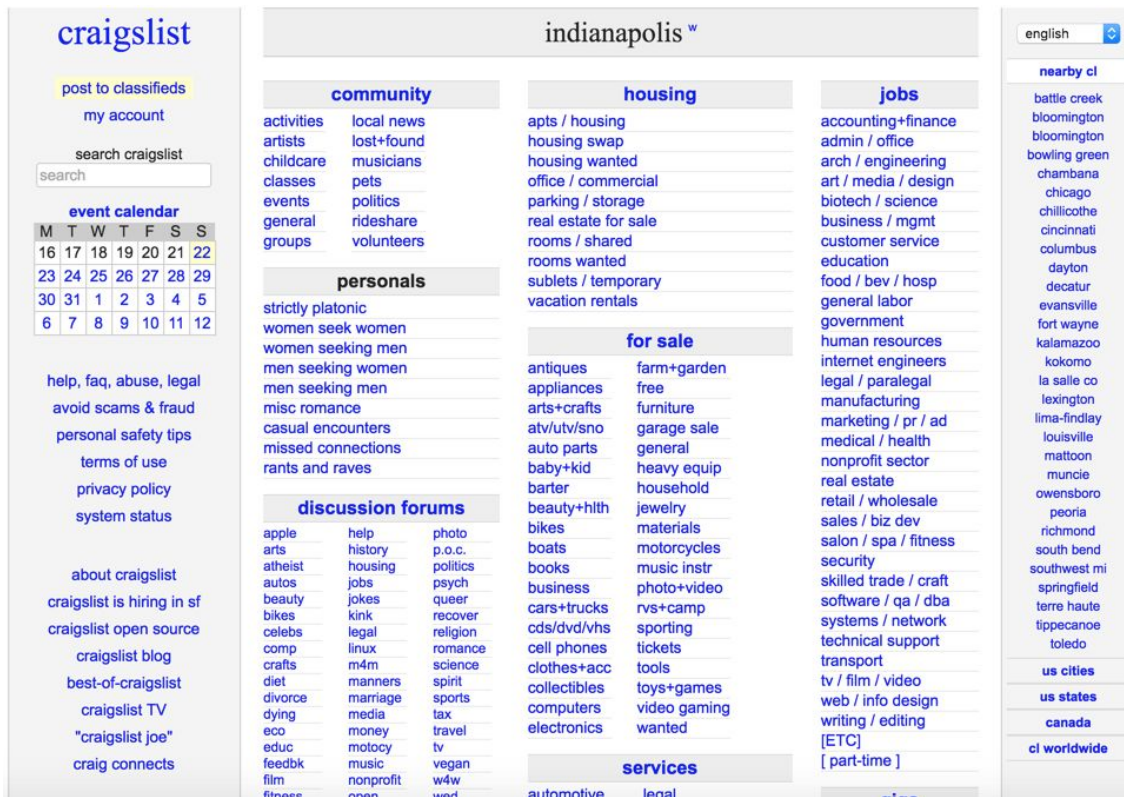 craigslist
post to classifieds
my account
search craigslist
search
event calendar
M T W T F S S
16 17 18 19 20 21 22
23 24 25 26 27 28 29
30 31 1 2 3 4 5
6 7 8 9 10 11 12
help, faq, abuse, legal
avoid scams & fraud
personal safety tips
terms of use
privacy policy
system status
about craigslist
craigslist is hiring in sf
craigslist open source
craigslist blog
best-of-craigslist
craigslist TV
"craigslist joe"
craig connects
indianapolis w
community
activities
artists
childcare
classes
events
general
groups
local news
lost+found
musicians
pets
politics
rideshare
volunteers
personals
strictly platonic
women seek women
women seeking men
men seeking women
men seeking men
misc romance
casual encounters
missed connections
rants and raves
discussion forums
apple
arts
atheist
autos
beauty
bikes
celebs
comp
crafts
diet
divorce
dying
eco
educ
feedbk
film
fitness
help
history
housing
jobs
jokes
kink
legal
linux
m4m
manners
marriage
media
money
motocy
music
nonprofit
open
photo
p.o.c.
politics
psych
queer
recover
religion
romance
science
spirit
sports
tax
travel
tv
vegan
w4w
wed
housing
apts / housing
housing swap
housing wanted
office / commercial
parking / storage
real estate for sale
rooms / shared
rooms wanted
sublets / temporary
vacation rentals
for sale
antiques
appliances
arts+crafts
atv/utv/sno
auto parts
baby+kid
barter
beauty+hlth
bikes
boats
books
business
cars+trucks
cds/dvd/vhs
cell phones
clothes+acc
collectibles
computers
electronics
farm+garden
free
furniture
garage sale
general
heavy equip
household
jewelry
materials
motorcycles
music instr
photo+video
rvs+camp
sporting
tickets
tools
toys+games
video gaming
wanted
services
automotive
legal
jobs
accounting+finance
admin / office
arch / engineering
art / media / design
biotech / science
business / mgmt
customer service
education
food / bev / hosp
general labor
government
human resources
internet engineers
legal / paralegal
manufacturing
marketing / pr / ad
medical / health
nonprofit sector
real estate
retail / wholesale
sales / biz dev
salon / spa / fitness
security
skilled trade / craft
software / qa / dba
systems / network
technical support
transport
tv / film / video
web / info design
writing / editing
[ETC]
[ part-time ]
gigs
english
nearby cl
battle creek
bloomington
bloomington
bowling green
chambana
chicago
chillicothe
cincinnati
columbus
dayton
decatur
evansville
fort wayne
kalamazoo
kokomo
la salle co
lexington
lima-findlay
louisville
mattoon
muncie
owensboro
peoria
richmond
south bend
southwest mi
springfield
terre haute
tippecanoe
toledo
us cities
us states
canada
cl worldwide